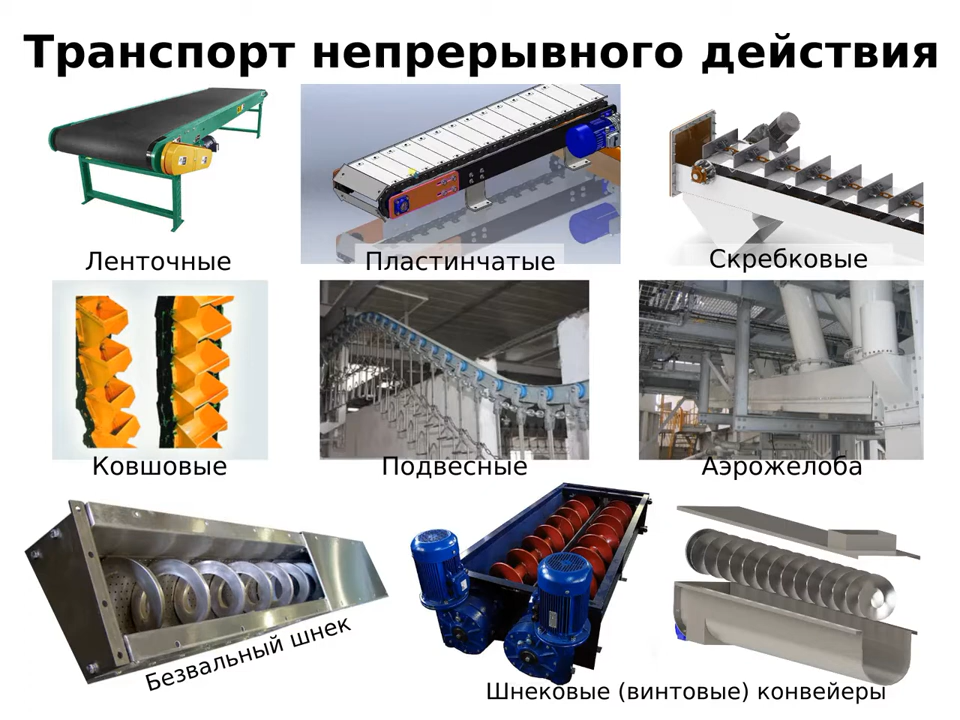 Транспорт непрерывного действия
Ленточные
Пластинчатые
Скребковые
Ковшовые
Подвесные
Аэрожелоба
Безвальный шнек
Шнековые (винтовые) конвейеры